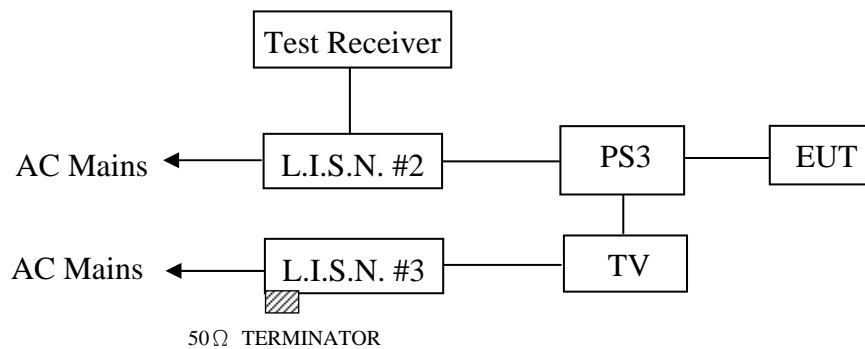 Test Receiver
AC Mains
L.I.S.N. #2
PS3
EUT
AC Mains
L.I.S.N. #3
TV
50Ω TERMINATOR